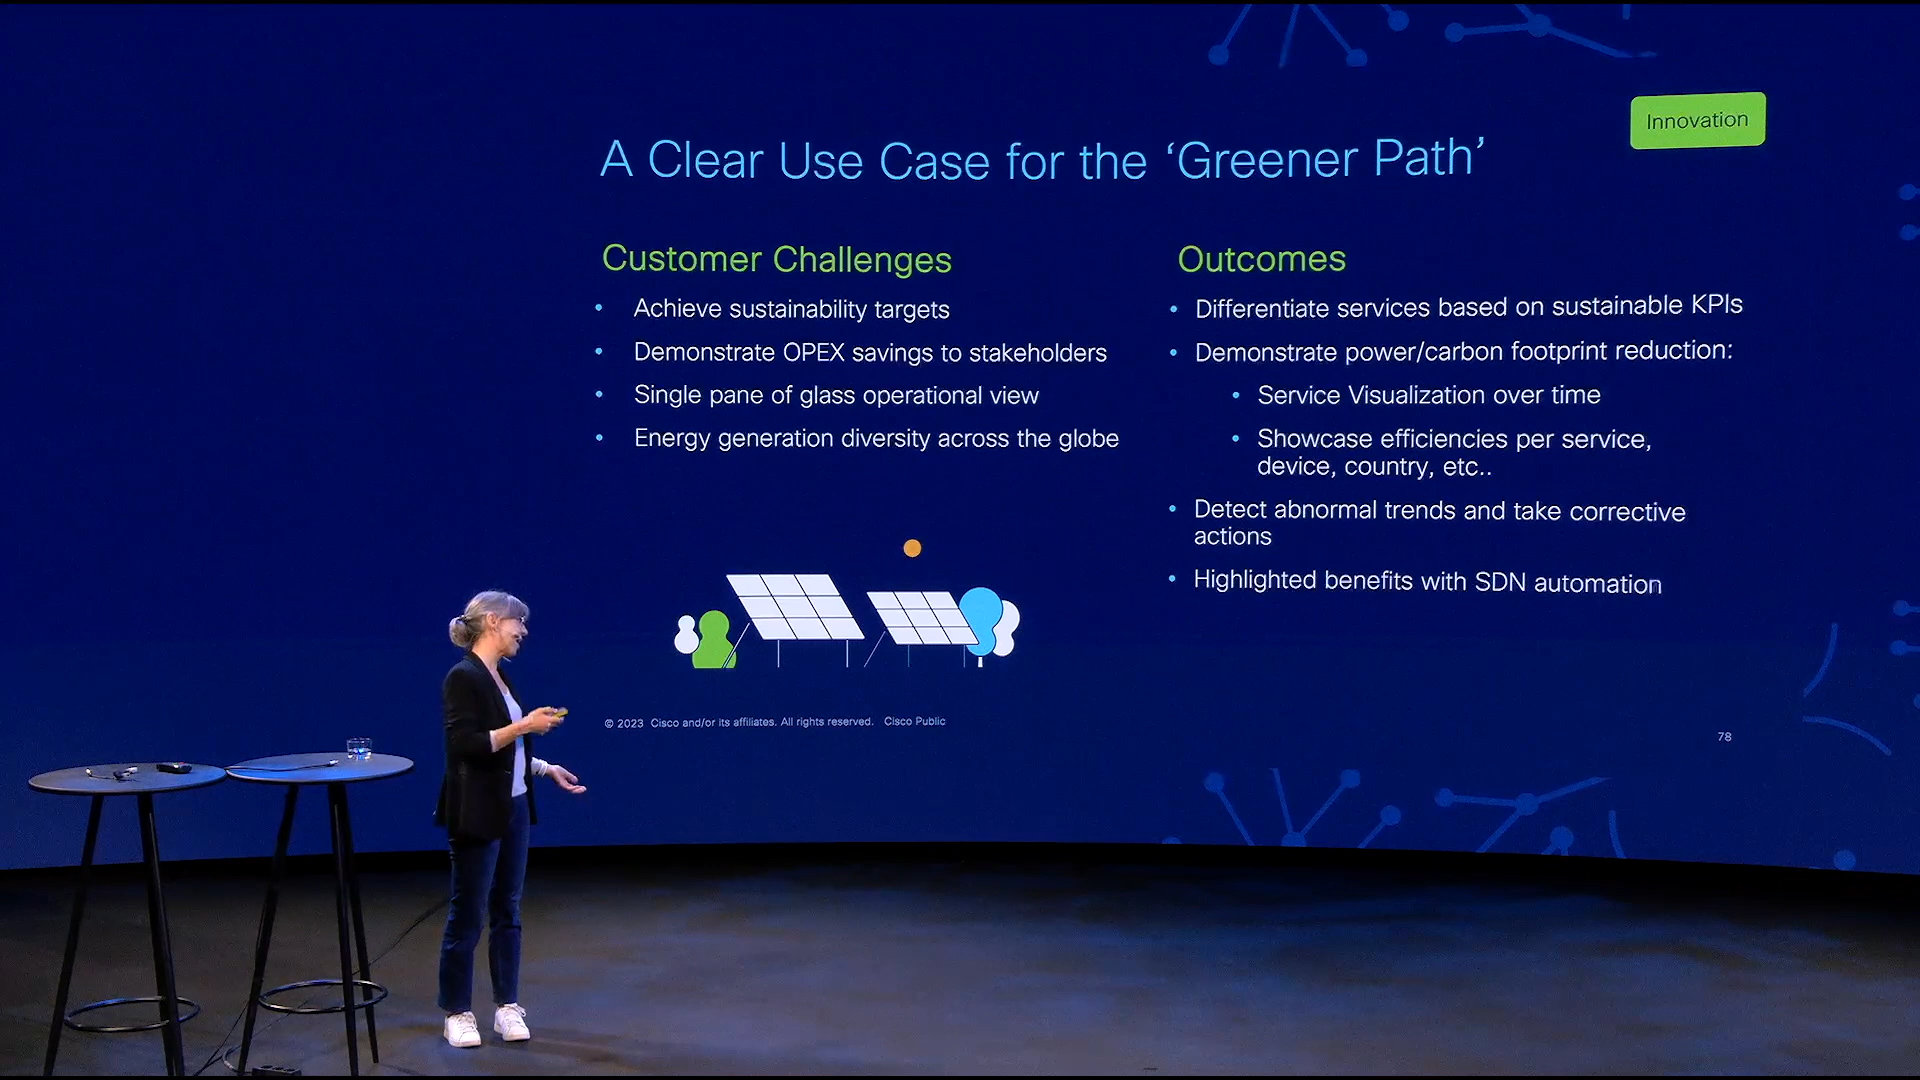 Innovation
A Clear Use Case for the ‘Greener Path’
Customer Challenges
• Achieve sustainability targets
• Demonstrate OPEX savings to stakeholders
• Single pane of glass operational view
• Energy generation diversity across the globe
Outcomes
• Differentiate services based on sustainable KPIs
• Demonstrate power/carbon footprint reduction:
• Service Visualization over time
• Showcase efficiencies per service,
device, country, etc..
• Detect abnormal trends and take corrective
actions
• Highlighted benefits with SDN automation
© 2023 Cisco and/or its affiliates. All rights reserved. Cisco Public
78